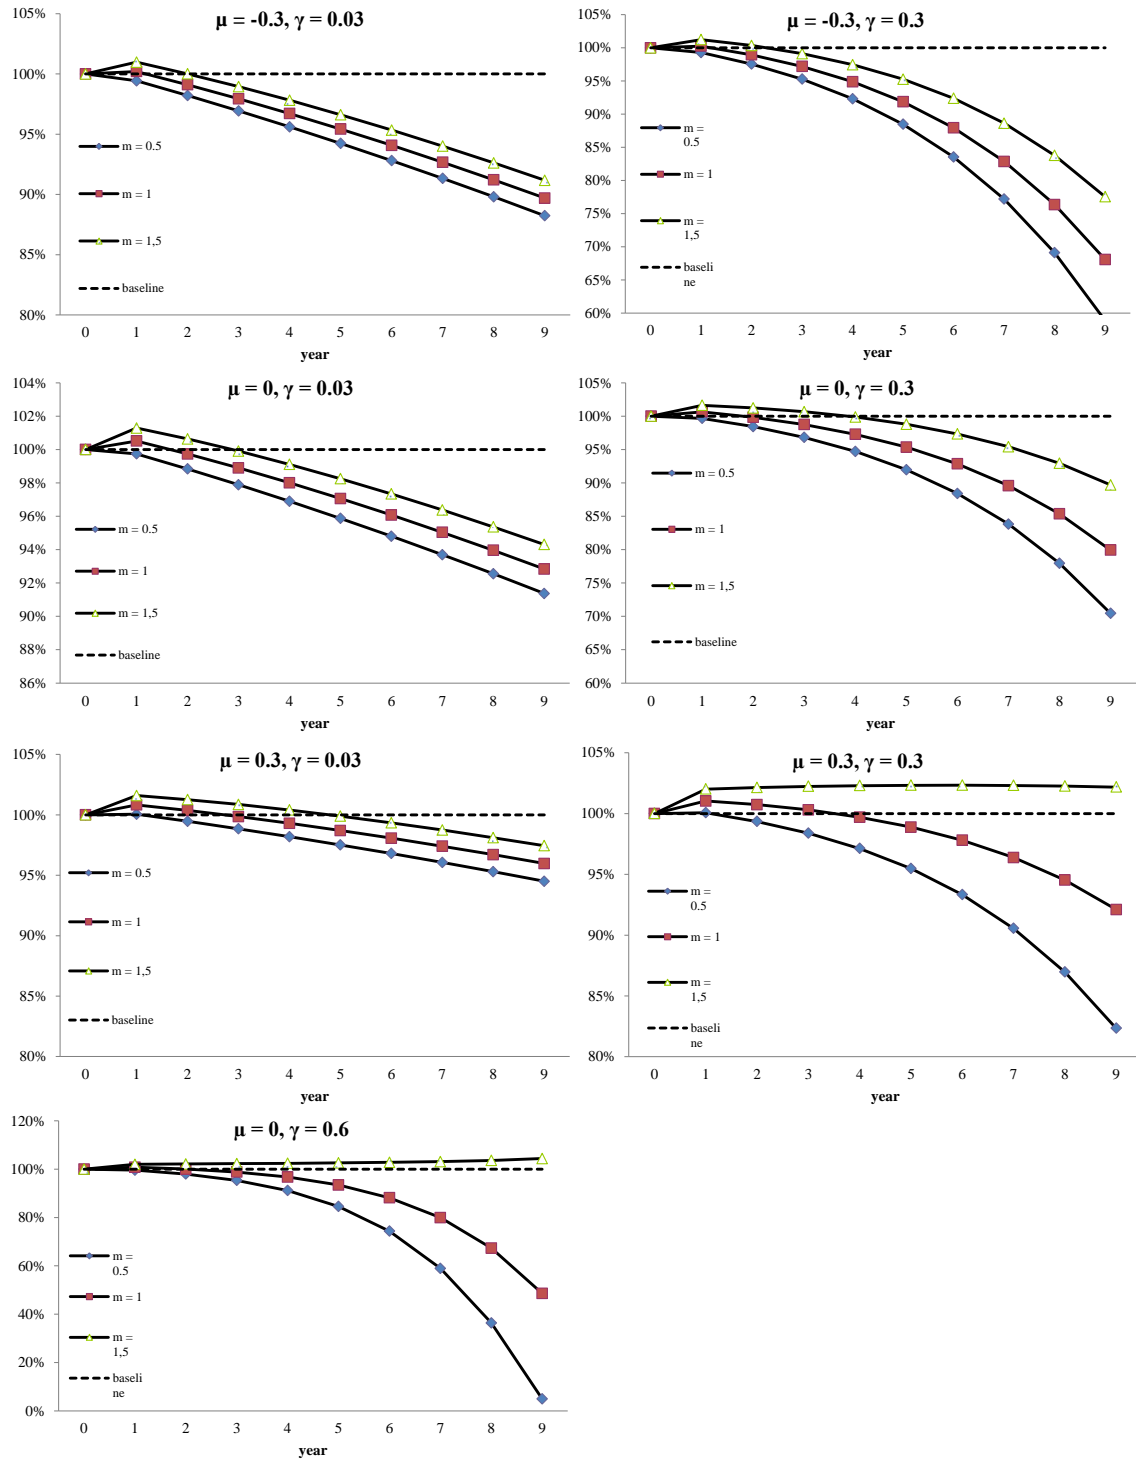 μ = -0.3, γ = 0.03
105%
100%
95%
90%
85%
80%
m = 0.5
m = 1
m = 1,5
baseline
0 1 2 3 4 5 6 7 8 9
year
μ = -0.3, γ = 0.3
105%
100%
95%
90%
85%
80%
75%
70%
65%
60%
m =
0.5
m = 1
m =
1,5
baseli
ne
0 1 2 3 4 5 6 7 8 9
year
μ = 0, γ = 0.03
104%
102%
100%
98%
96%
94%
92%
90%
88%
86%
m = 0.5
m = 1
m = 1,5
baseline
0 1 2 3 4 5 6 7 8 9
year
μ = 0, γ = 0.3
105%
100%
95%
90%
85%
80%
75%
70%
65%
60%
m = 0.5
m = 1
m = 1,5
baseline
0 1 2 3 4 5 6 7 8 9
year
μ = 0.3, γ = 0.03
105%
100%
95%
90%
85%
80%
m = 0.5
m = 1
m = 1,5
baseline
0 1 2 3 4 5 6 7 8 9
year
μ = 0.3, γ = 0.3
105%
100%
95%
90%
85%
80%
m =
0.5
m = 1
m =
1,5
baseli
ne
0 1 2 3 4 5 6 7 8 9
year
μ = 0, γ = 0.6
120%
100%
80%
60%
40%
20%
0%
m =
0.5
m = 1
m =
1,5
baseli
ne
0 1 2 3 4 5 6 7 8 9
year